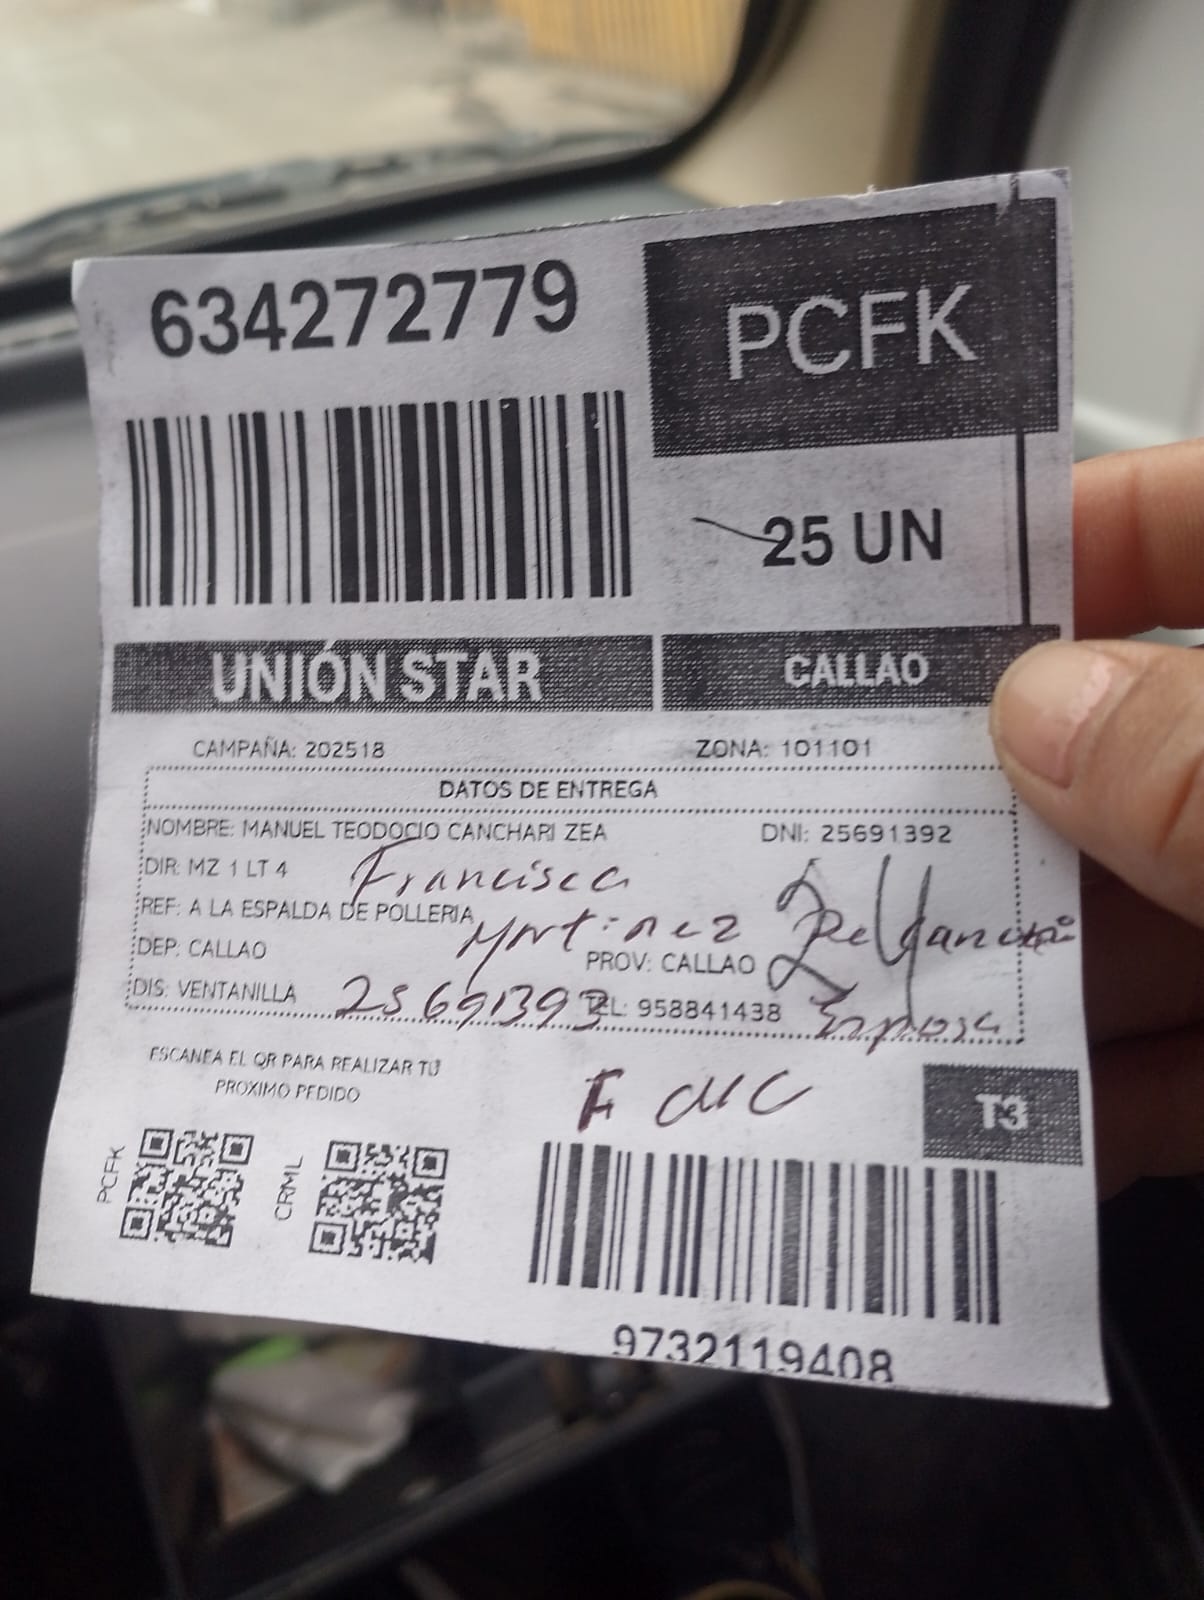 634272779
PCFK
25 UN
UNIÓN STAR
CALLAO
CAMPAÑA: 202518
ZONA: 101101
DATOS DE ENTREGA
NOMBRE: MANUEL TEODOCIO CANCHARI ZEA
DNI: 25691392
DIR: MZ 1 LT 4
Francisca
REF: A LA ESPALDA DE POLLERIA
Martinez
DEP: CALLAO
PROV: CALLAO
DIS: VENTANILLA
25691393
TEL: 958841438
Esposa
ESCANEA EL QR PARA REALIZAR TU
PROXIMO PEDIDO
T3
PCFK
CRML
9732119408